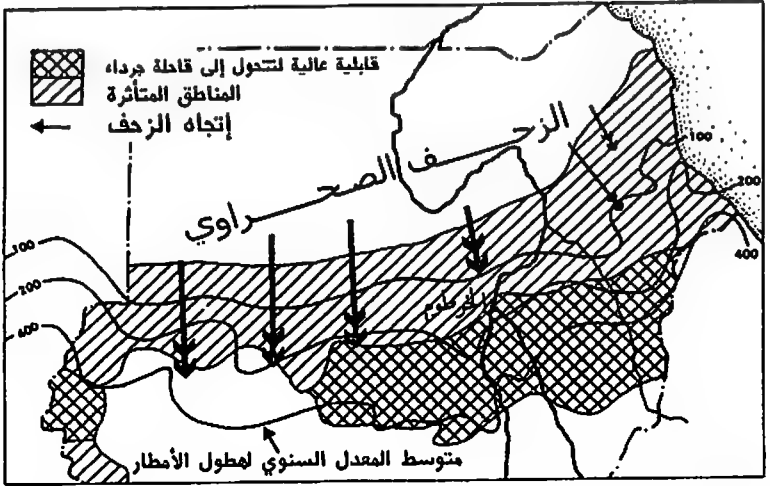 قابلية عالية لتتحول إلى قاحلة جرداء
المناطق المتأثرة
إتجاه الزحف
الزحف الصحراوي
100
200
400
100
200
400
الخرطوم
متوسط المعدل السنوي لهطول الأمطار